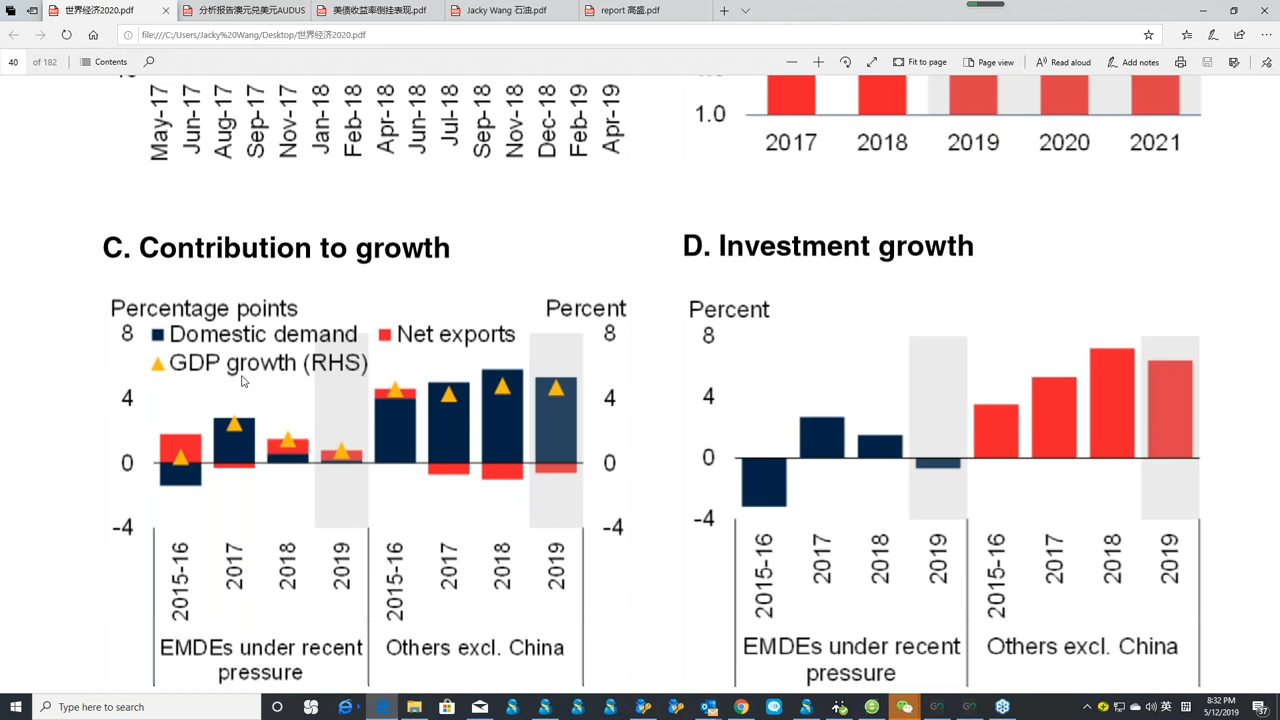 世界经济2020.pdf
分析报告澳元兑美元AUDUS
美债收益率倒挂表现.pdf
Jacky Wang 石油.pdf
report 高盛.pdf
file:///C:/Users/Jacky%20Wang/Desktop/世界经济2020.pdf
40 of 182
Contents
Fit to page
Page view
Read aloud
Add notes
May-17
Jun-17
Aug-17
Sep-17
Nov-17
Jan-18
Feb-18
Apr-18
Jun-18
Jul-18
Sep-18
Nov-18
Dec-18
Feb-19
Apr-19
1.0
2017 2018 2019 2020 2021
C. Contribution to growth
Percentage points
Percent
8
Domestic demand
Net exports
8
GDP growth (RHS)
4
4
0
0
-4
-4
2015-16
2017
2018
2019
2015-16
2017
2018
2019
EMDEs under recent
pressure
Others excl. China
D. Investment growth
Percent
8
4
0
-4
2015-16
2017
2018
2019
2015-16
2017
2018
2019
EMDEs under recent
pressure
Others excl. China
Type here to search
英
8:32 PM
5/12/2019